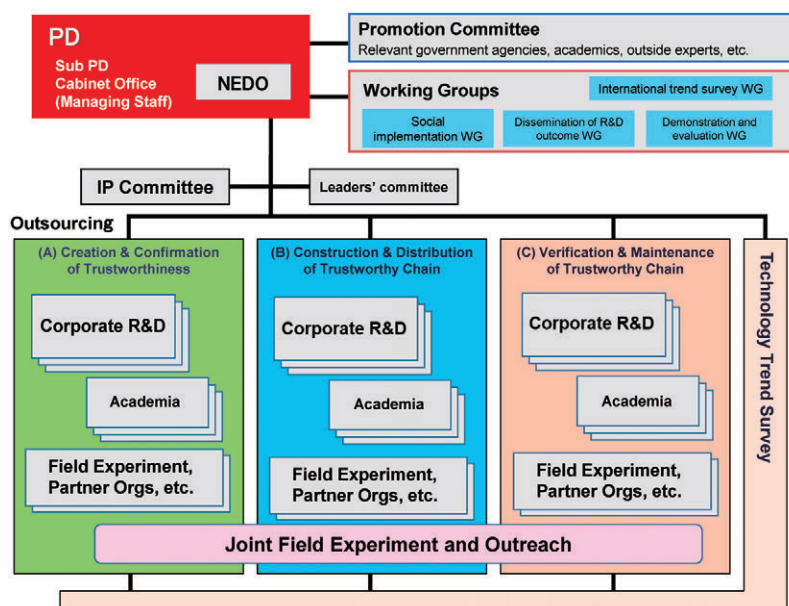 PD
Sub PD
Cabinet Office
(Managing Staff)
NEDO
Promotion Committee
Relevant government agencies, academics, outside experts, etc.
Working Groups
International trend survey WG
Social
implementation WG
Dissemination of R&D
outcome WG
Demonstration and
evaluation WG
IP Committee
Leaders' committee
Outsourcing
(A) Creation & Confirmation
of Trustworthiness
Corporate R&D
Academia
Field Experiment,
Partner Orgs, etc.
(B) Construction & Distribution
of Trustworthy Chain
Corporate R&D
Academia
Field Experiment,
Partner Orgs, etc.
(C) Verification & Maintenance
of Trustworthy Chain
Corporate R&D
Academia
Field Experiment,
Partner Orgs, etc.
Technology Trend Survey
Joint Field Experiment and Outreach